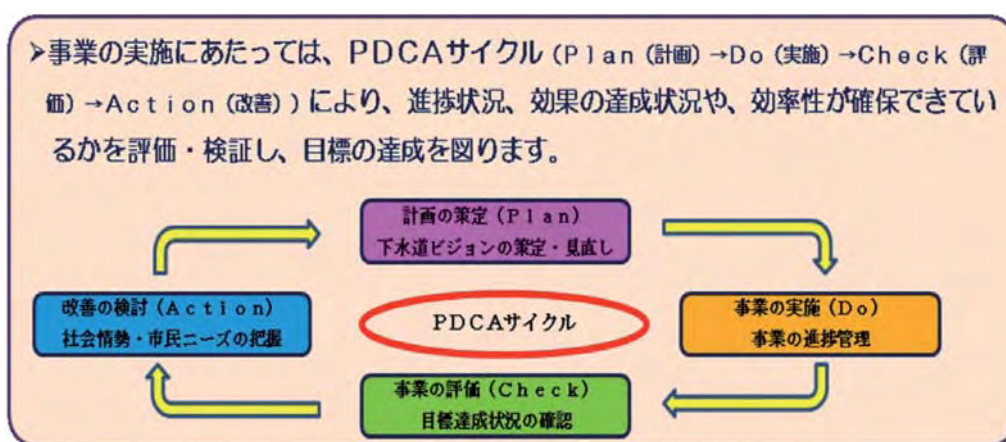 ➢事業の実施にあたっては、PDCAサイクル(Plan(計画)→Do(実施)→Check(評
価)→Action(改善))により、進捗状況、効果の達成状況や、効率性が確保できてい
るかを評価・検証し、目標の達成を図ります。
計画の策定(Plan)
下水道ビジョンの策定・見直し
改善の検討(Action)
社会情勢・市民ニーズの把握
PDCAサイクル
事業の実施(Do)
事業の進捗管理
事業の評価(Check)
目標達成状況の確認